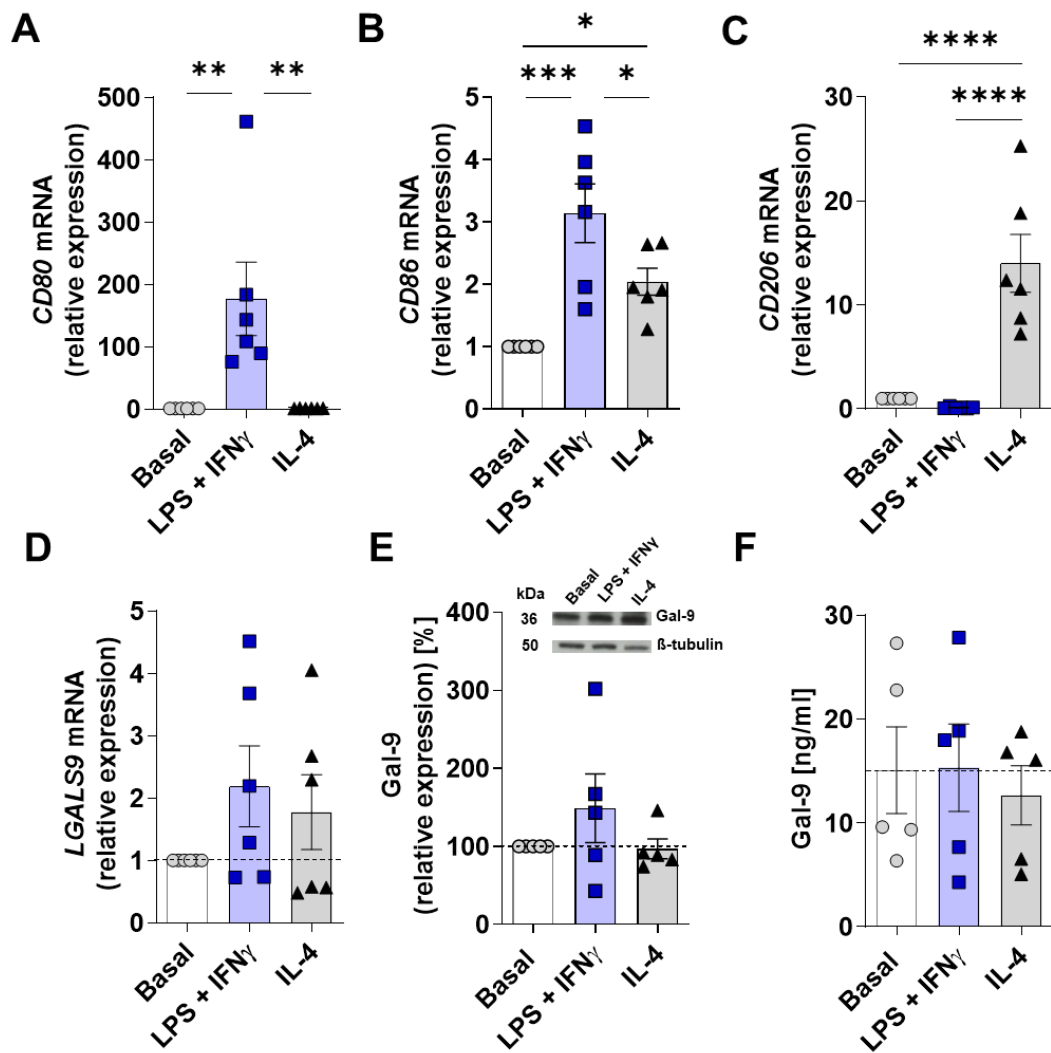 A
CD80 mRNA
(relative expression)
500
400
300
200
100
0
** **
Basal
LPS + IFNγ
IL-4
B
CD86 mRNA
(relative expression)
5
4
3
2
1
0
*
*** *
Basal
LPS + IFNγ
IL-4
C
CD206 mRNA
(relative expression)
30
20
10
0
****
****
Basal
LPS + IFNγ
IL-4
D
LGALS9 mRNA
(relative expression)
5
4
3
2
1
0
Basal
LPS + IFNγ
IL-4
E
Gal-9
(relative expression) [%]
400
300
200
100
0
kDa Basal LPS + IFNγ IL-4
36 Gal-9
50 ß-tubulin
Basal
LPS + IFNγ
IL-4
F
Gal-9 [ng/ml]
30
20
10
0
Basal
LPS + IFNγ
IL-4